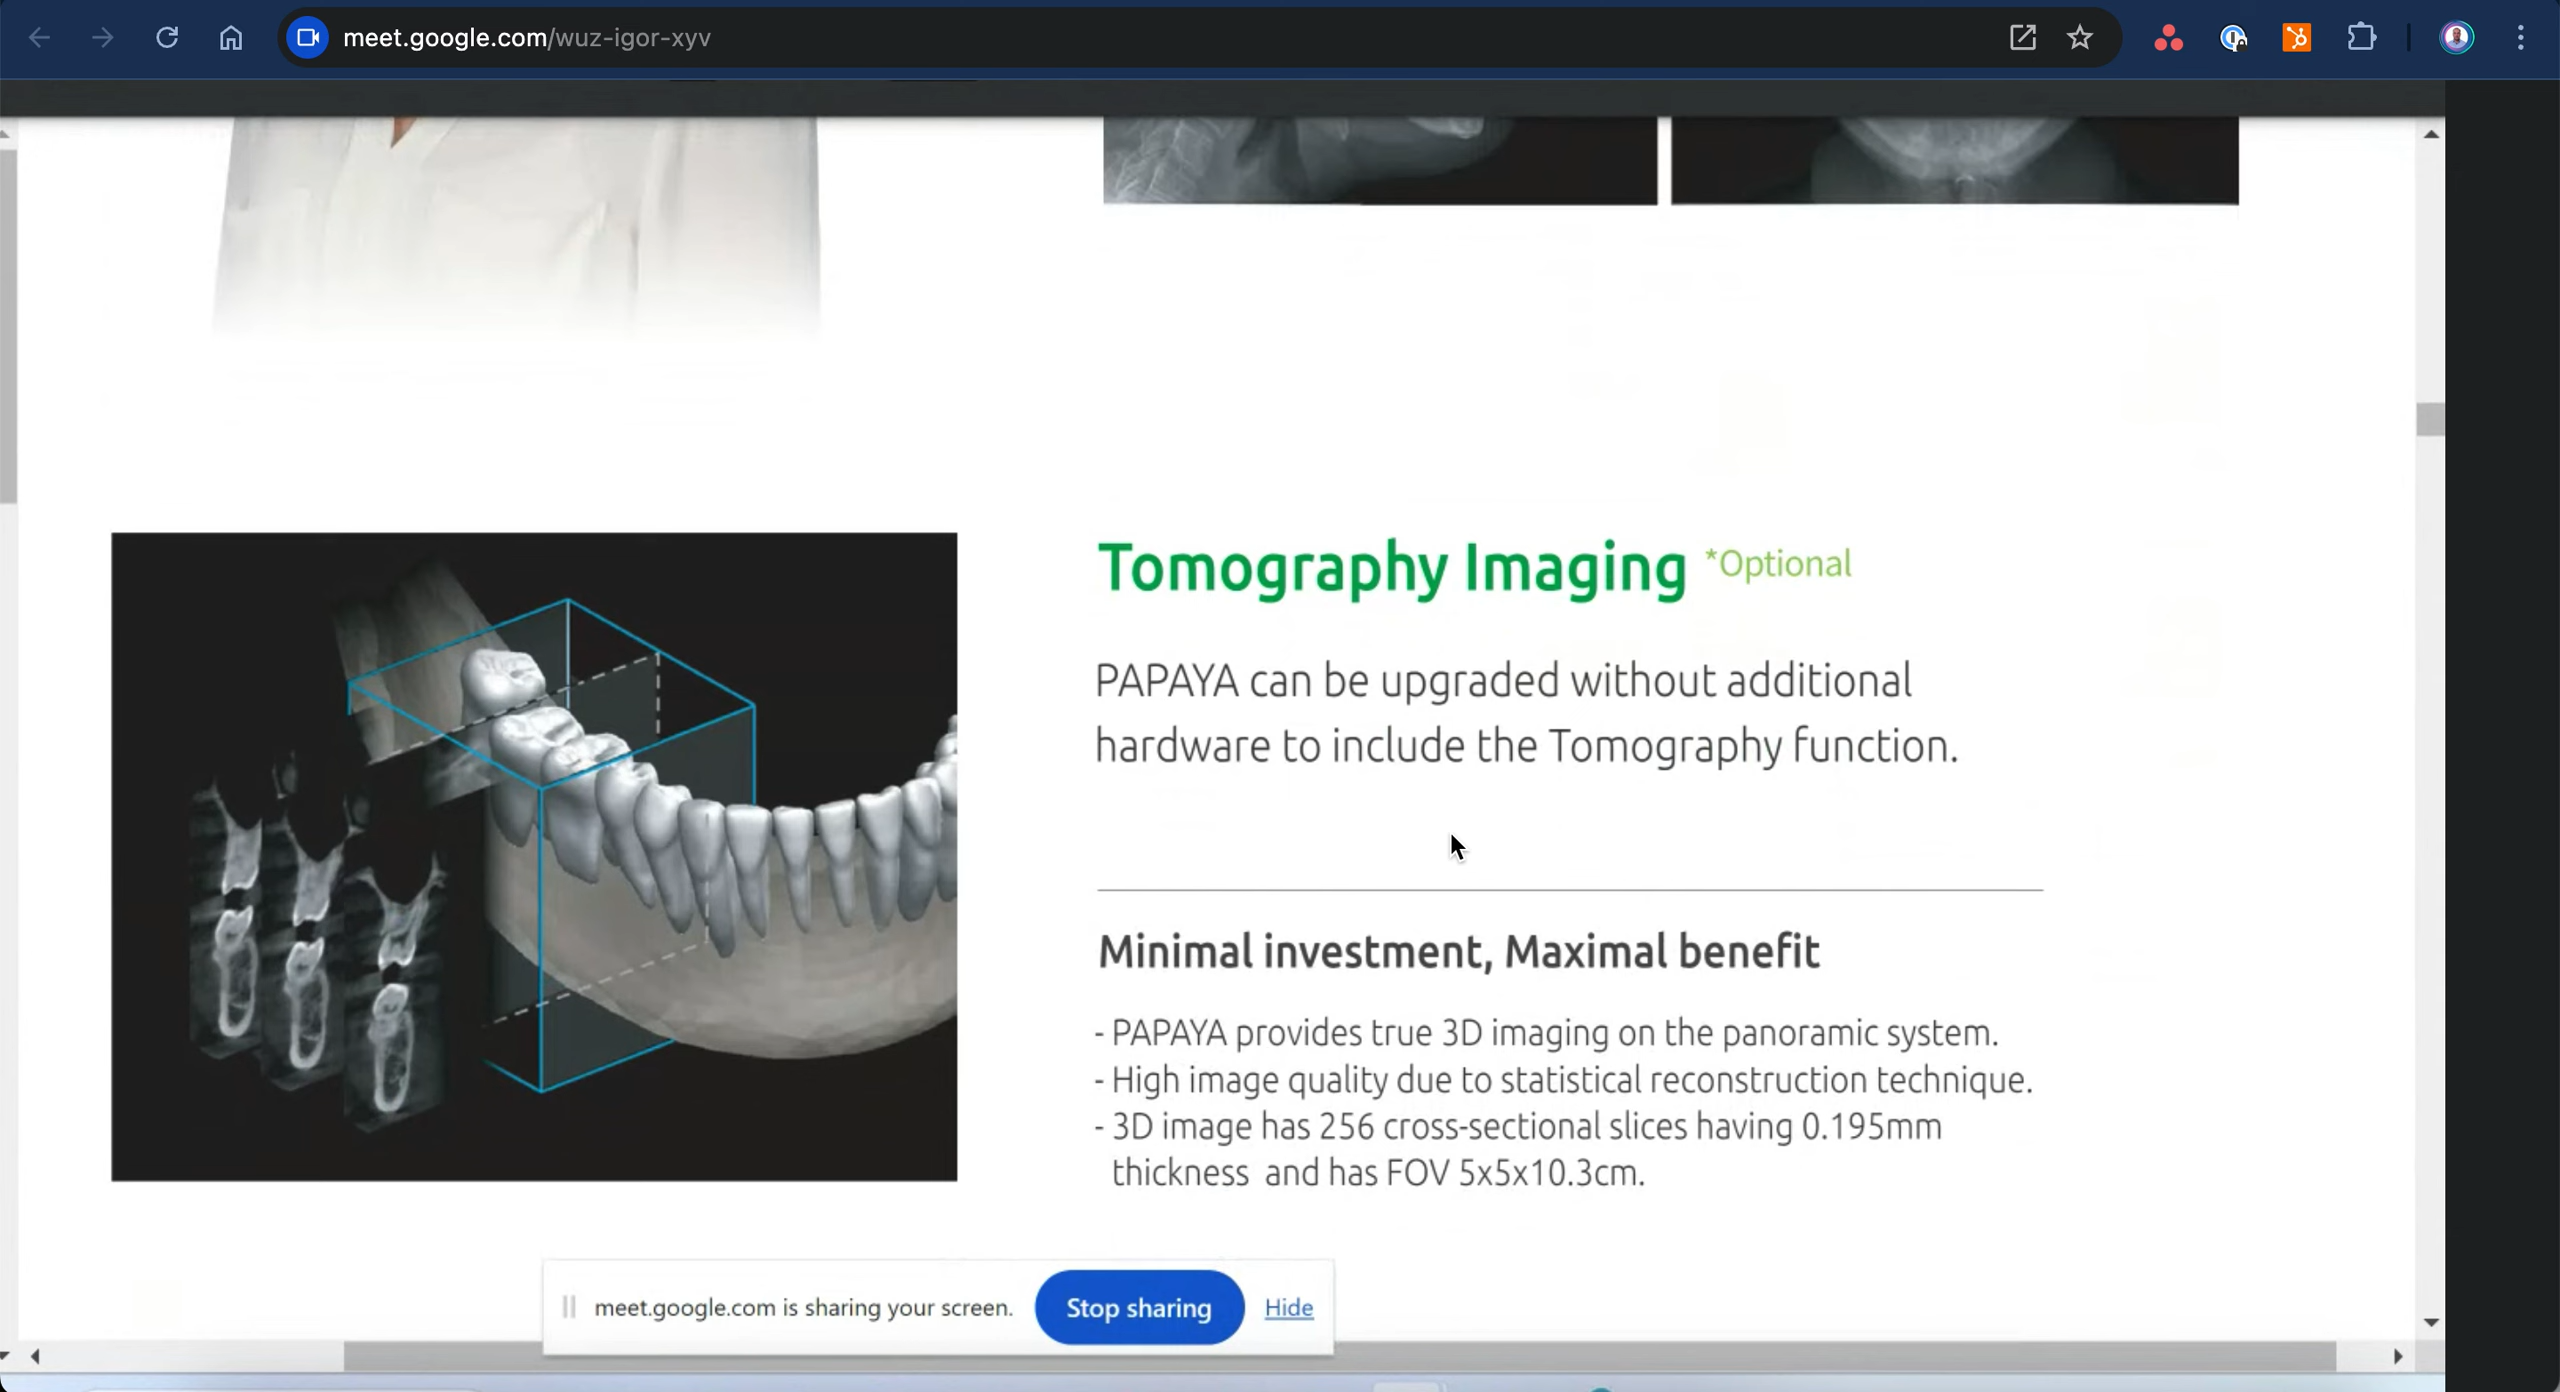 meet.google.com/wuz-igor-xyv
Tomography Imaging *Optional
PAPAYA can be upgraded without additional
hardware to include the Tomography function.
Minimal investment, Maximal benefit
- PAPAYA provides true 3D imaging on the panoramic system.
- High image quality due to statistical reconstruction technique.
- 3D image has 256 cross-sectional slices having 0.195mm
thickness and has FOV 5x5x10.3cm.
meet.google.com is sharing your screen. Stop sharing Hide